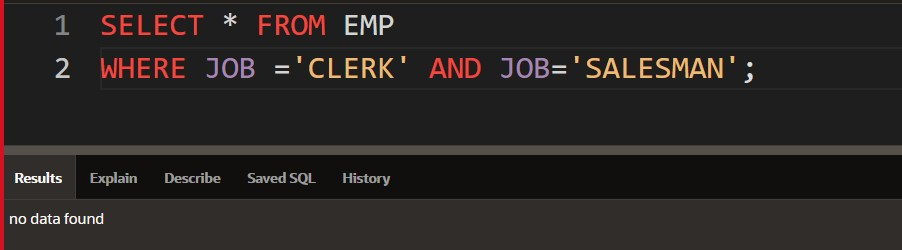 1 SELECT * FROM EMP
2 WHERE JOB ='CLERK' AND JOB='SALESMAN';
Results Explain Describe Saved SQL History
no data found